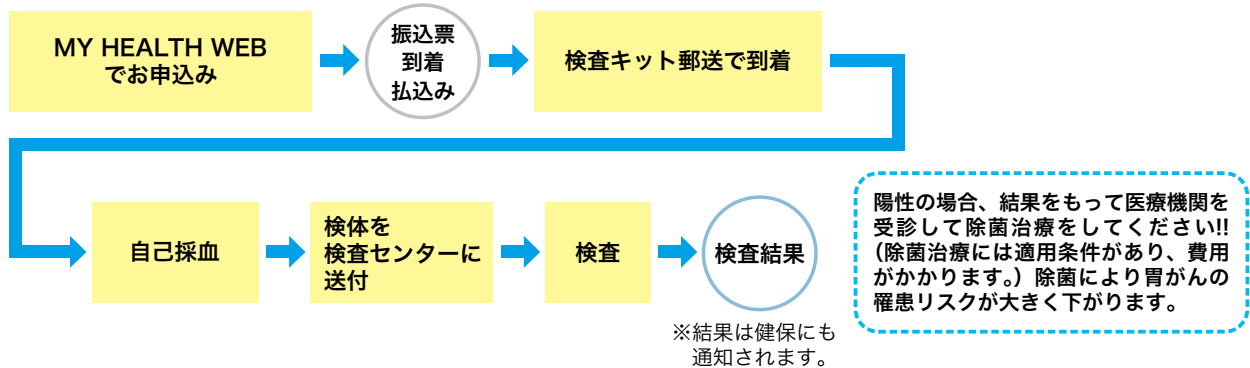 MY HEALTH WEB
でお申込み
振込票
到着
払込み
検査キット郵送で到着
自己採血
検体を
検査センターに
送付
検査
検査結果
※結果は健保にも
通知されます。
陽性の場合、結果をもって医療機関を
受診して除菌治療をしてください!!
（除菌治療には適用条件があり、費用
がかかります。）除菌により胃がんの
罹患リスクが大きく下がります。